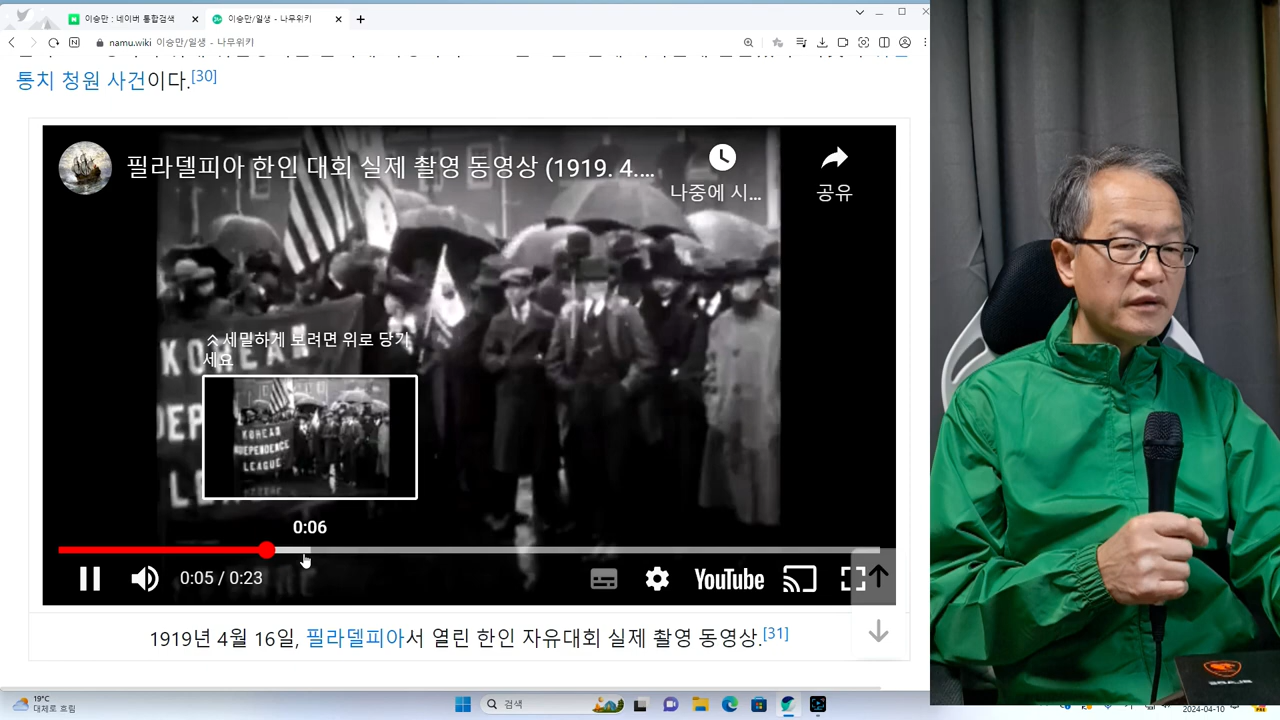 이승만 : 네이버 통합검색
이승만/일생 - 나무위키
namu.wiki 이승만/일생 - 나무위키
통치 청원 사건이다.[30]
필라델피아 한인 대회 실제 촬영 동영상 (1919. 4.…
나중에 시...
공유
KOREAN
세밀하게 보려면 위로 당기
세요
KOREAN
INDEPENDENCE
LEAGUE
0:06
0:05 / 0:23
YouTube
1919년 4월 16일, 필라델피아서 열린 한인 자유대회 실제 촬영 동영상.[31]
19°C
대체로 흐림
검색
2024-04-10